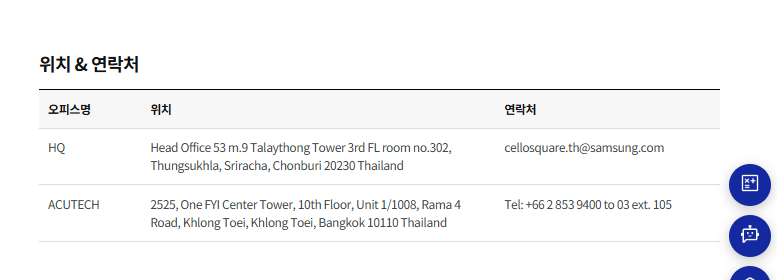 위치 & 연락처
오피스명 위치 연락처
HQ Head Office 53 m.9 Talaythong Tower 3rd FL room no.302, cellosquare.th@samsung.com
Thungsukhla, Sriracha, Chonburi 20230 Thailand
ACUTECH 2525, One FYI Center Tower, 10th Floor, Unit 1/1008, Rama 4 Tel: +66 2 853 9400 to 03 ext. 105
Road, Khlong Toei, Khlong Toei, Bangkok 10110 Thailand